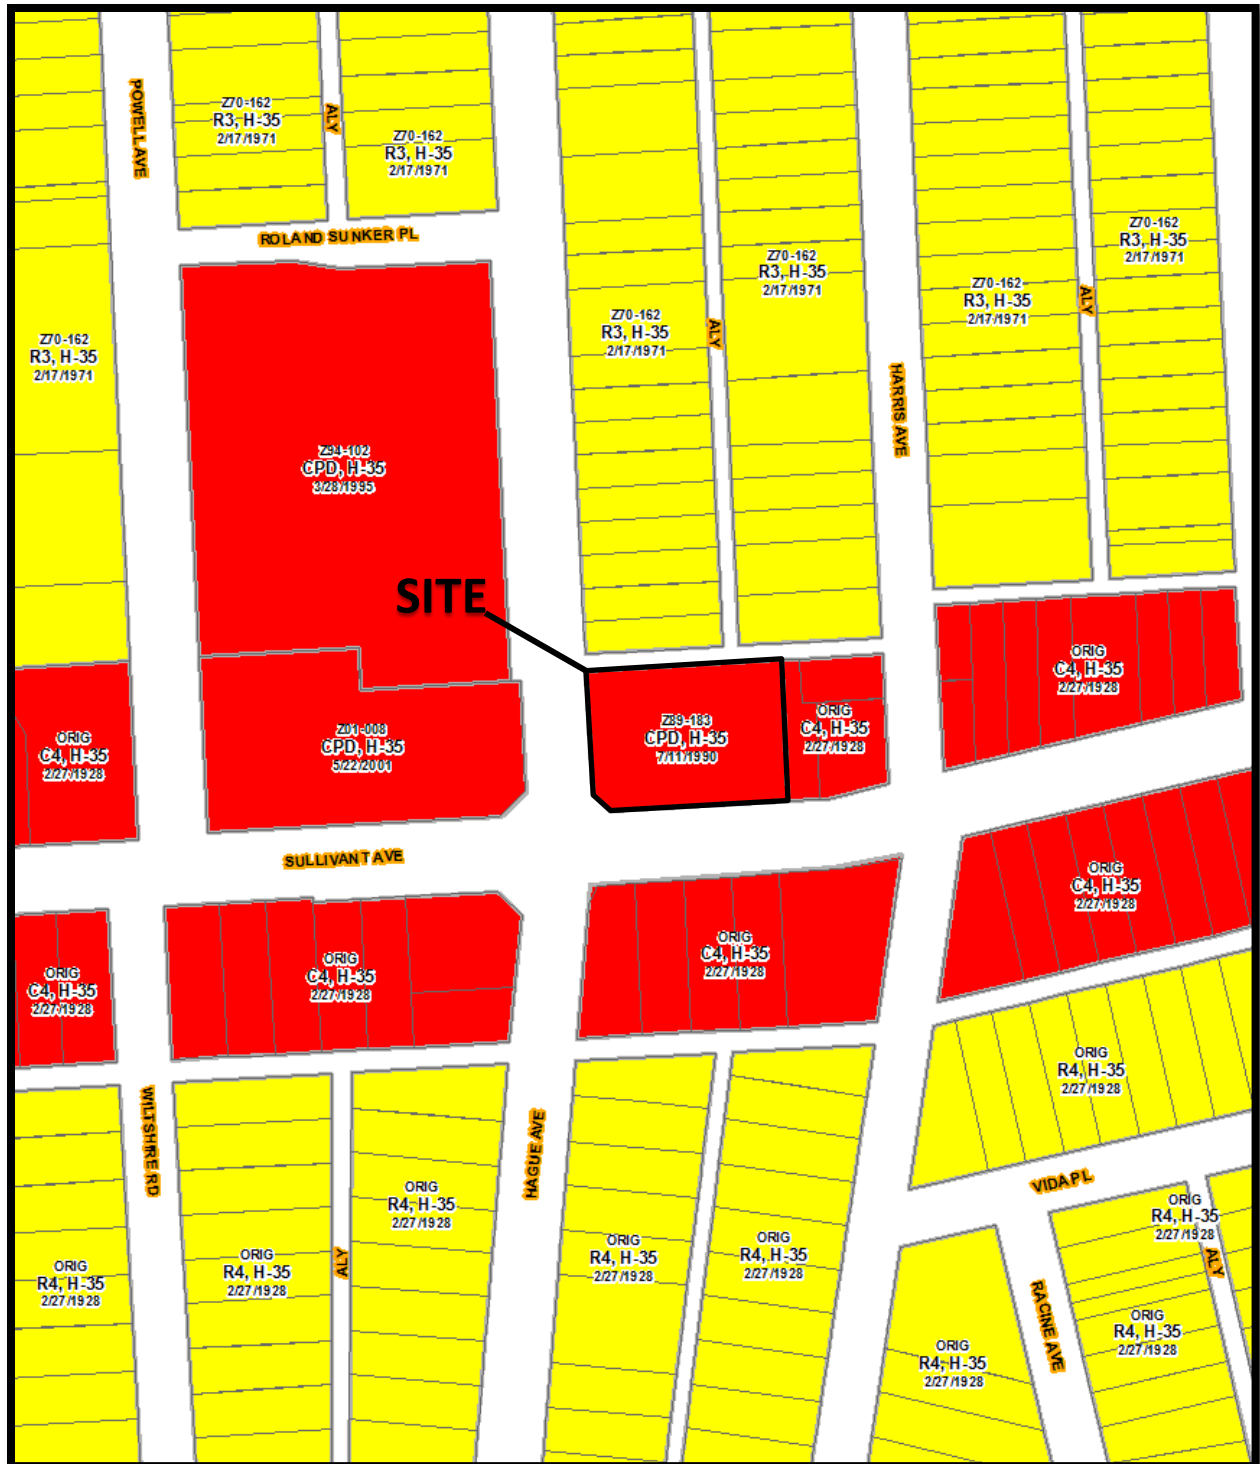 POWELL AVE
Z70-162
R3, H-35
2/17/1971
ALY
Z70-162
R3, H-35
2/17/1971
ROLAND SUNKER PL
Z70-162
R3, H-35
2/17/1971
Z70-162
R3, H-35
2/17/1971
Z70-162
R3, H-35
2/17/1971
ALY
Z70-162
R3, H-35
2/17/1971
HARRIS AVE
Z70-162
R3, H-35
2/17/1971
ALY
Z70-162
R3, H-35
2/17/1971
Z94-102
CPD, H-35
3/28/1995
SITE
ORIG
C4, H-35
2/27/1928
Z01-008
CPD, H-35
5/22/2001
Z89-183
CPD, H-35
7/11/1990
ORIG
C4, H-35
2/27/1928
ORIG
C4, H-35
2/27/1928
SULLIVANT AVE
ORIG
C4, H-35
2/27/1928
ORIG
C4, H-35
2/27/1928
ORIG
C4, H-35
2/27/1928
ORIG
C4, H-35
2/27/1928
ORIG
R4, H-35
2/27/1928
WILTSHIRE RD
HAGUE AVE
VIDA PL
ORIG
R4, H-35
2/27/1928
ORIG
R4, H-35
2/27/1928
ORIG
R4, H-35
2/27/1928
ALY
ORIG
R4, H-35
2/27/1928
ORIG
R4, H-35
2/27/1928
ORIG
R4, H-35
2/27/1928
ALY
RACINE AVE
ORIG
R4, H-35
2/27/1928
ORIG
R4, H-35
2/27/1928